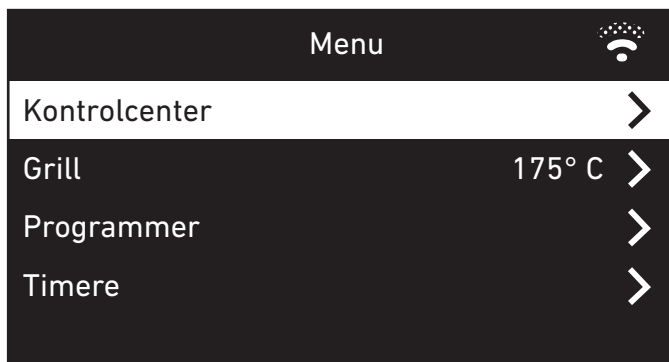 Menu
Kontrolcenter
Grill 175° C
Programmer
Timere